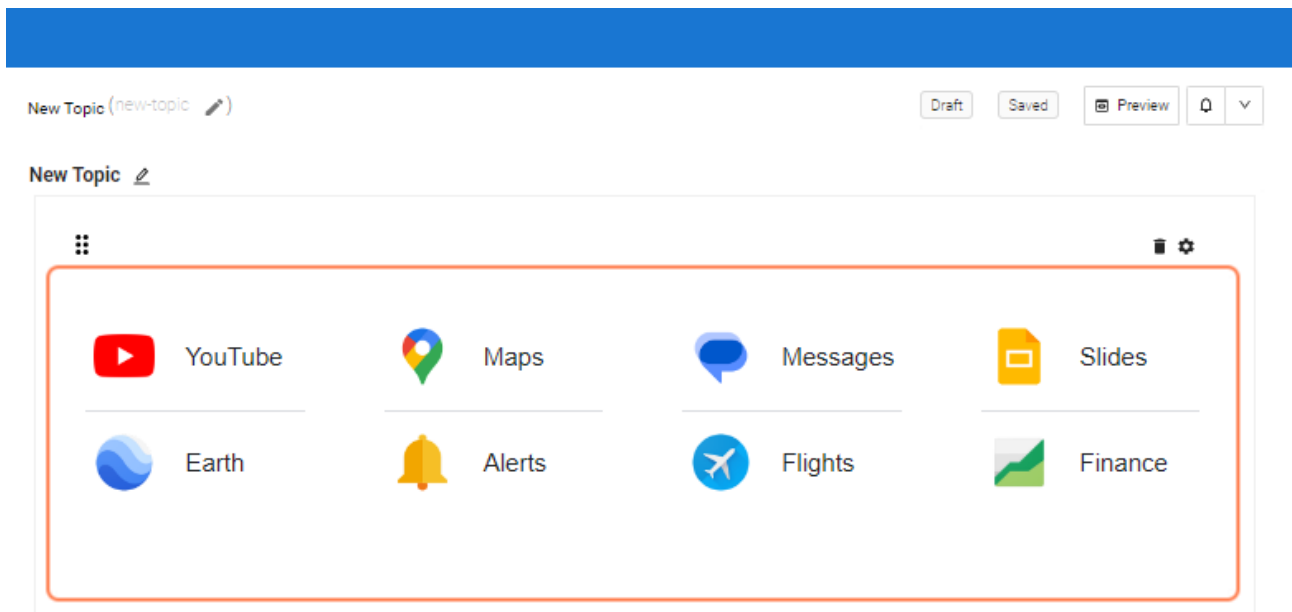 New Topic (new-topic )
Draft Saved Preview
New Topic
YouTube Maps Messages Slides
Earth Alerts Flights Finance